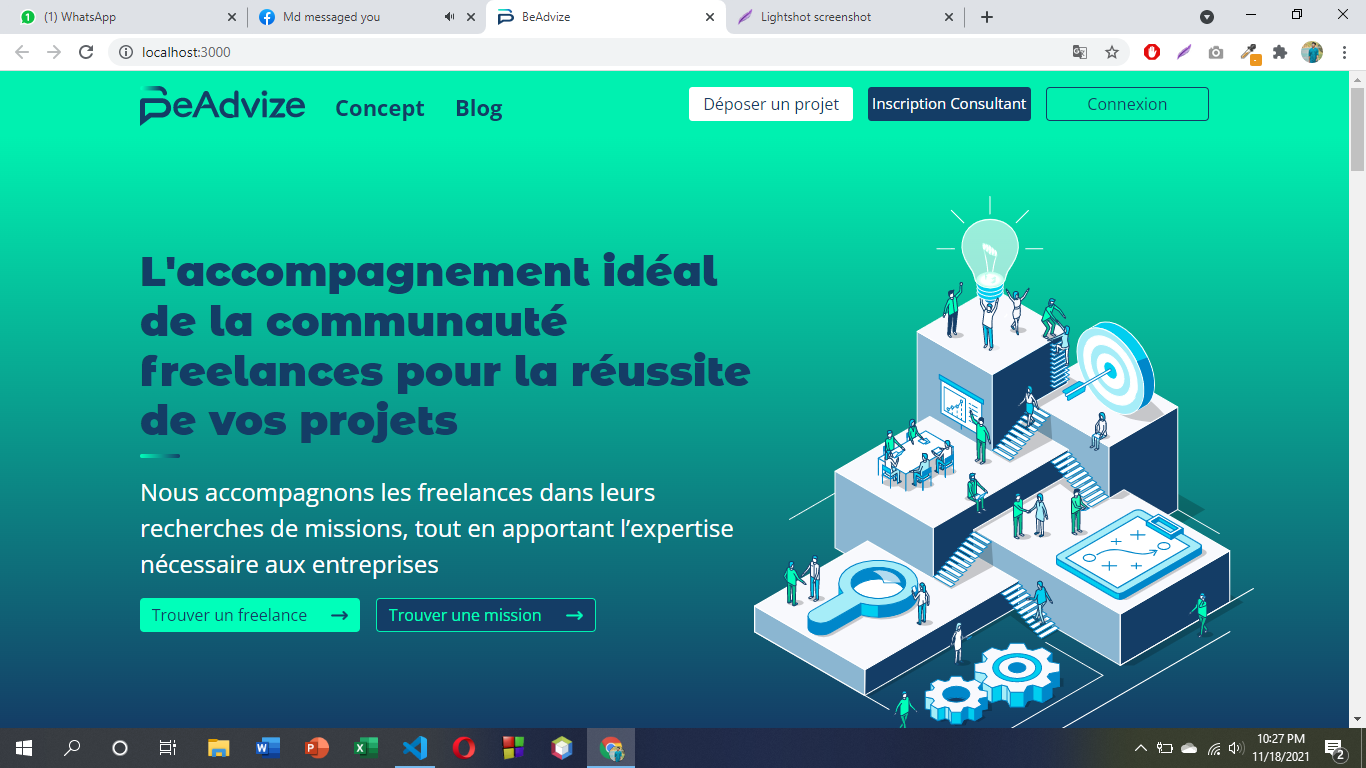 (1) WhatsApp
Md messaged you
BeAdvize
Lightshot screenshot
localhost:3000
BeAdvize
Concept
Blog
Déposer un projet
Inscription Consultant
Connexion
L'accompagnement idéal
de la communauté
freelances pour la réussite
de vos projets
Nous accompagnons les freelances dans leurs
recherches de missions, tout en apportant l’expertise
nécessaire aux entreprises
Trouver un freelance →
Trouver une mission →
10:27 PM
11/18/2021
2